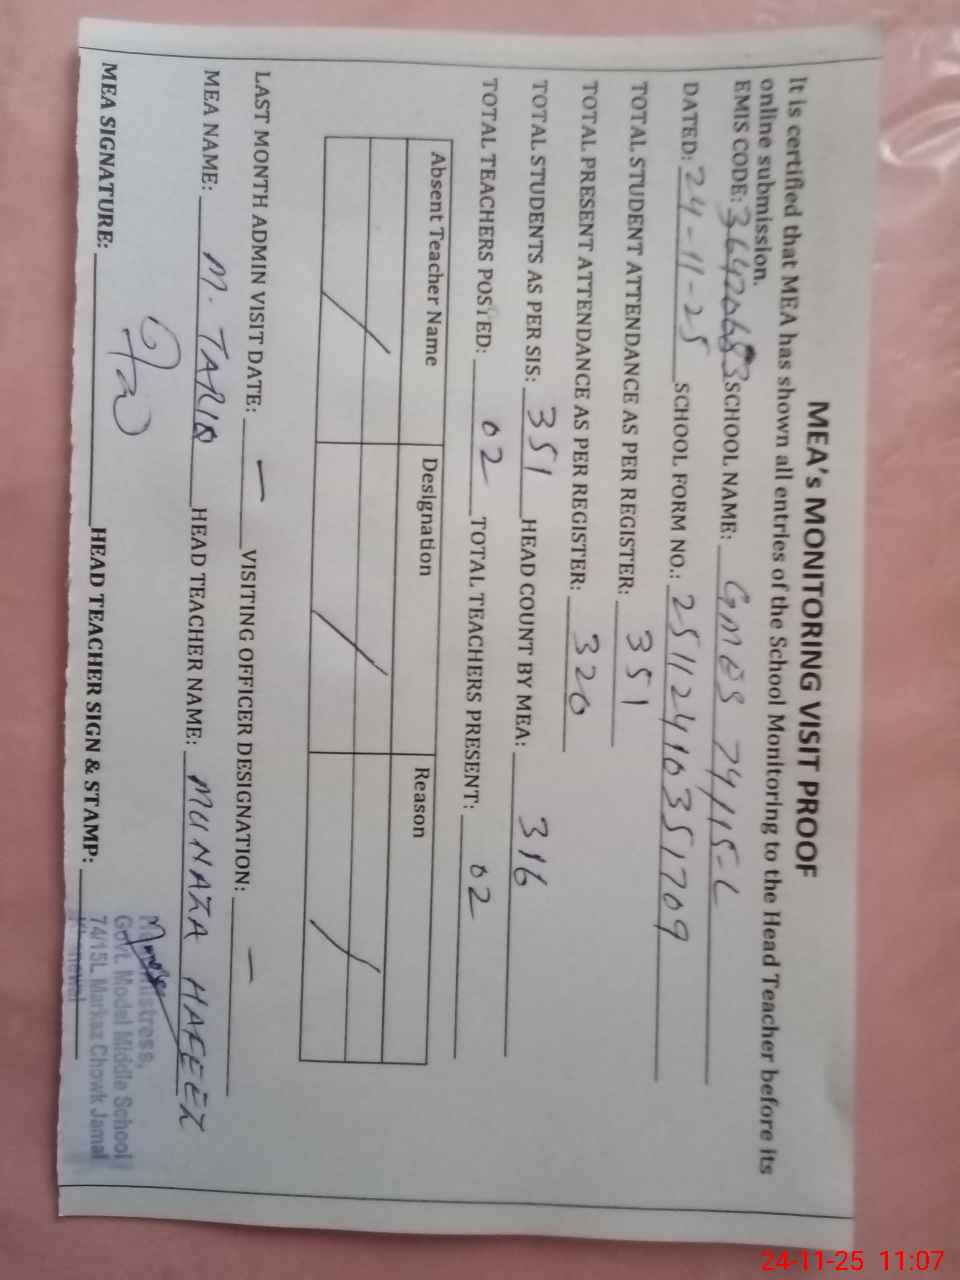 MEA's MONITORING VISIT PROOF
It is certified that MEA has shown all entries of the School Monitoring to the Head Teacher before its
online submission.
EMIS CODE: SCHOOL NAME: GMES 74/15-L
DATED: 24-11-25 SCHOOL FORM NO.: 25112410351709
TOTAL STUDENT ATTENDANCE AS PER REGISTER: 351
TOTAL PRESENT ATTENDANCE AS PER REGISTER: 320
TOTAL STUDENTS AS PER SIS: 351 HEAD COUNT BY MEA: 316
TOTAL TEACHERS POSTED: 02 TOTAL TEACHERS PRESENT: 02
Absent Teacher Name Designation Reason
LAST MONTH ADMIN VISIT DATE: — VISITING OFFICER DESIGNATION: —
MEA NAME: M. TARIQ HEAD TEACHER NAME: MUNAZA HAFEEZ
MEA SIGNATURE: HEAD TEACHER SIGN & STAMP:
Govt. Model Middle School
74/15L Markaz Chowk Jamal
24-11-25 11:07